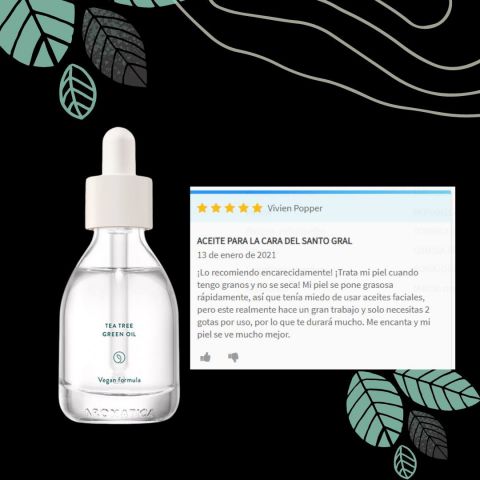 TEA TREE
GREEN OIL
Vegan formula
AROMATICA
Vivien Popper
ACEITE PARA LA CARA DEL SANTO GRAL
13 de enero de 2021
¡Lo recomiendo encarecidamente! ¡Trata mi piel cuando
tengo granos y no se seca! Mi piel se pone grasosa
rápidamente, así que tenía miedo de usar aceites faciales,
pero este realmente hace un gran trabajo y solo necesitas 2
gotas por uso, por lo que te durará mucho. Me encanta y mi
piel se ve mucho mejor.